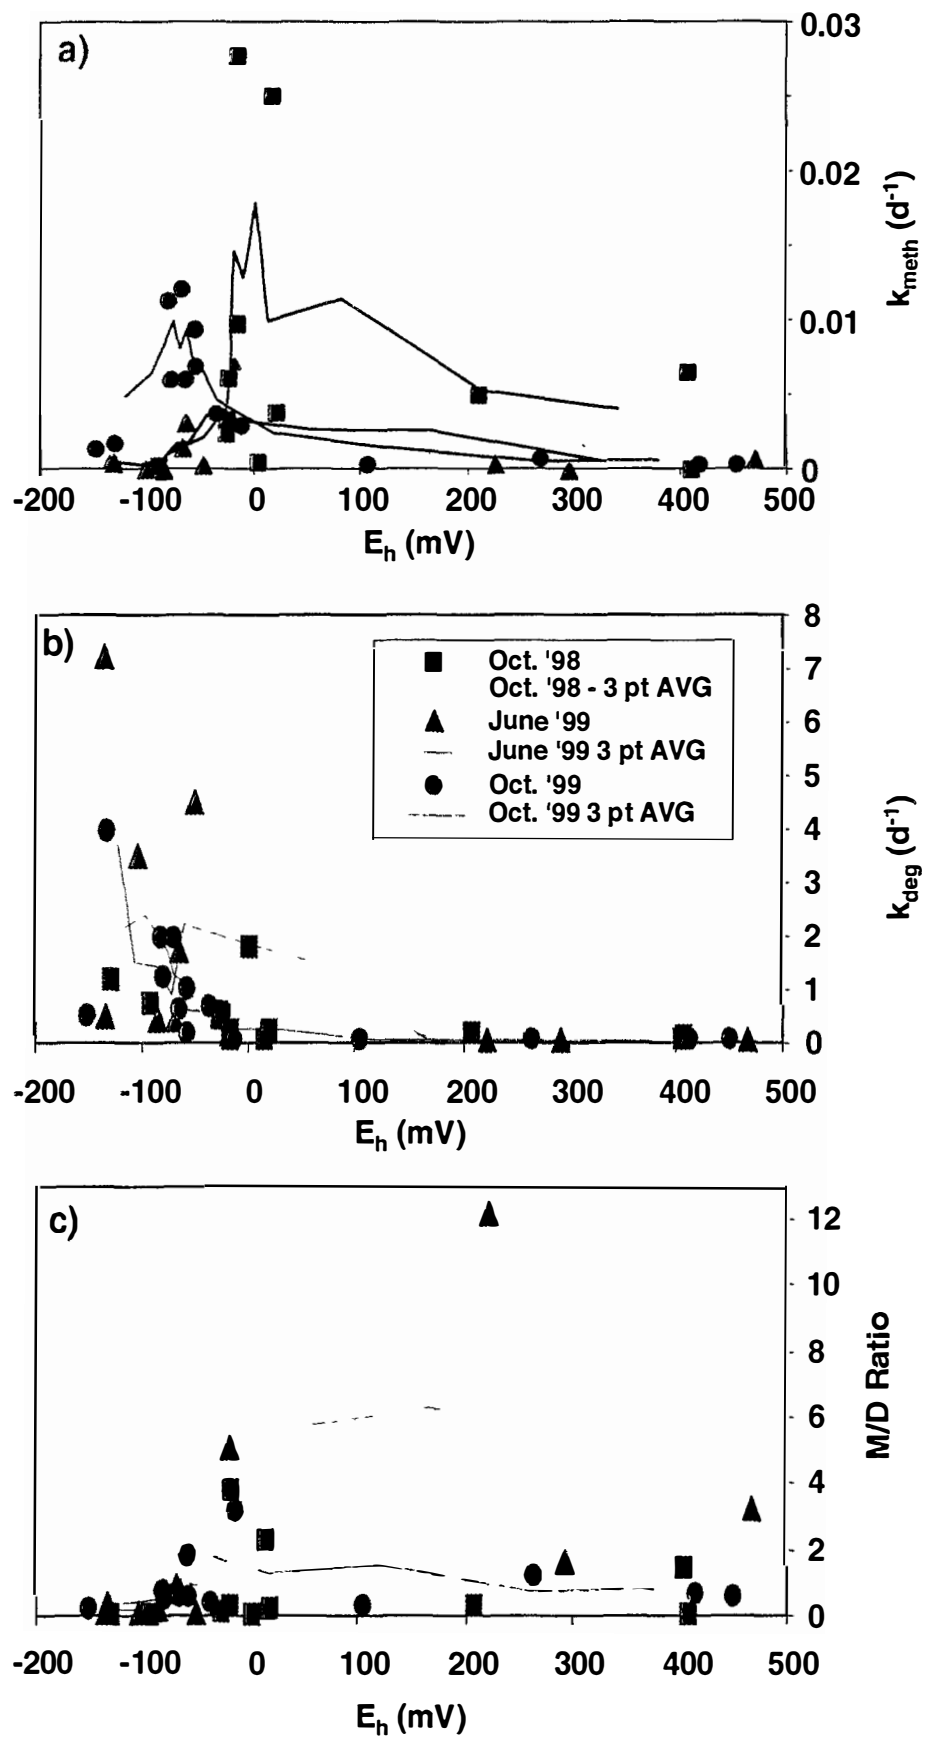 a)
0.03
0.02
0.01
0
k_meth (d⁻¹)
-200 -100 0 100 200 300 400 500
E_h (mV)
b)
8
7
6
5
4
3
2
1
0
k_deg (d⁻¹)
Oct. '98
Oct. '98 - 3 pt AVG
June '99
June '99 3 pt AVG
Oct. '99
Oct. '99 3 pt AVG
-200 -100 0 100 200 300 400 500
E_h (mV)
c)
12
10
8
6
4
2
0
M/D Ratio
-200 -100 0 100 200 300 400 500
E_h (mV)